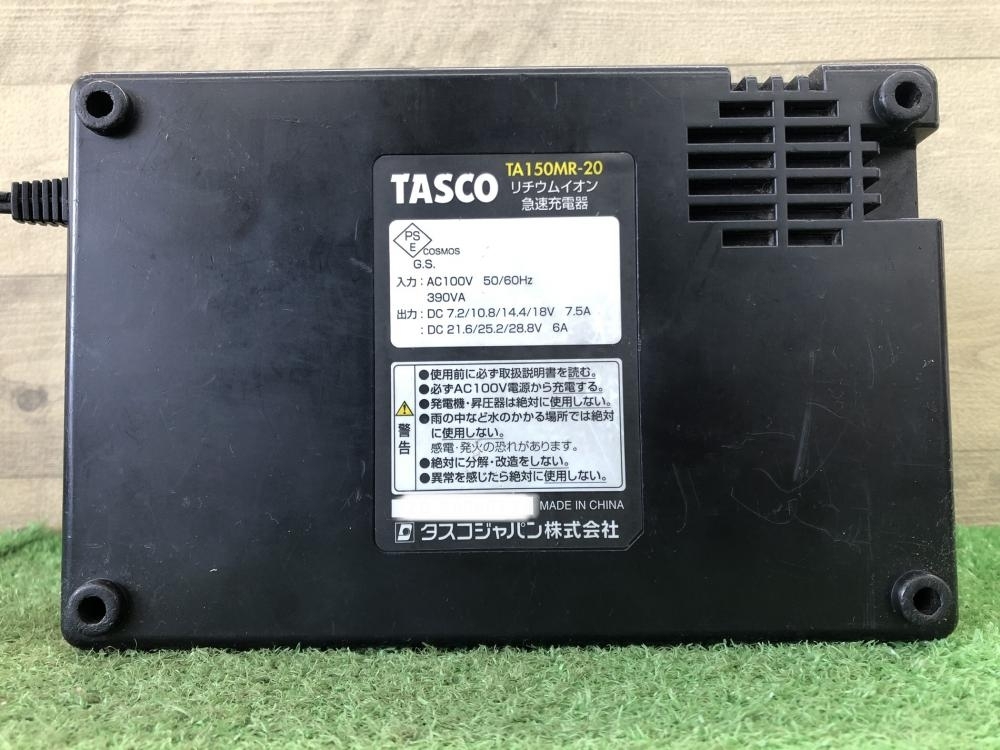 TASCO
TA150MR-20
リチウムイオン
急速充電器
PS
E
COSMOS
G.S.
入力 : AC100V 50/60Hz
390VA
出力 : DC 7.2/10.8/14.4/18V 7.5A
: DC 21.6/25.2/28.8V 6A
警告
●使用前に必ず取扱説明書を読む。
●必ずAC100V電源から充電する。
●発電機・昇圧器は絶対に使用しない。
●雨の中など水のかかる場所では絶対
に使用しない。
感電・発火の恐れがあります。
●絶対に分解・改造をしない。
●異常を感じたら絶対に使用しない。
MADE IN CHINA
タスコジャパン株式会社